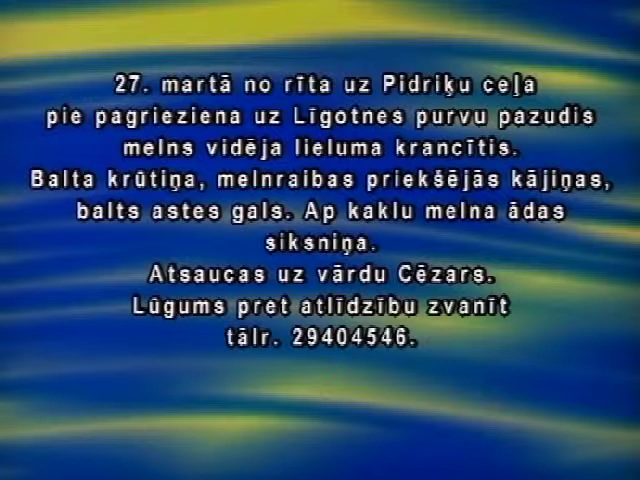 27. martā no rīta uz Pidriķu ceļa
pie pagrieziena uz Līgotnes purvu pazudis
melns vidēja lieluma krancītis.
Balta krūtiņa, melnraibas priekšējās kājiņas,
balts astes gals. Ap kaklu melna ādas
siksniņa.
Atsaucas uz vārdu Cēzars.
Lūgums pret atlīdzību zvanīt
tālr. 29404546.